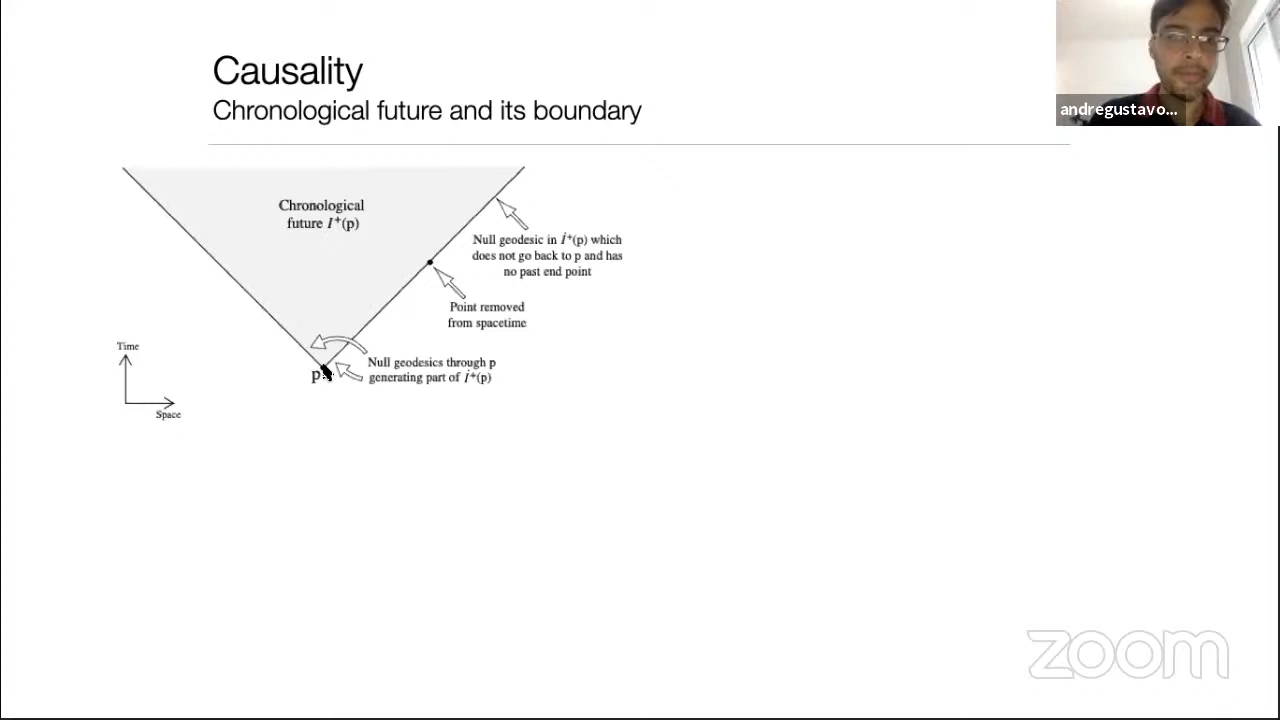 Causality
Chronological future and its boundary
andregustavo...
Chronological
future I⁺(p)
Null geodesic in İ⁺(p) which
does not go back to p and has
no past end point
Point removed
from spacetime
Time
Null geodesics through p
generating part of İ⁺(p)
p
Space
zoom